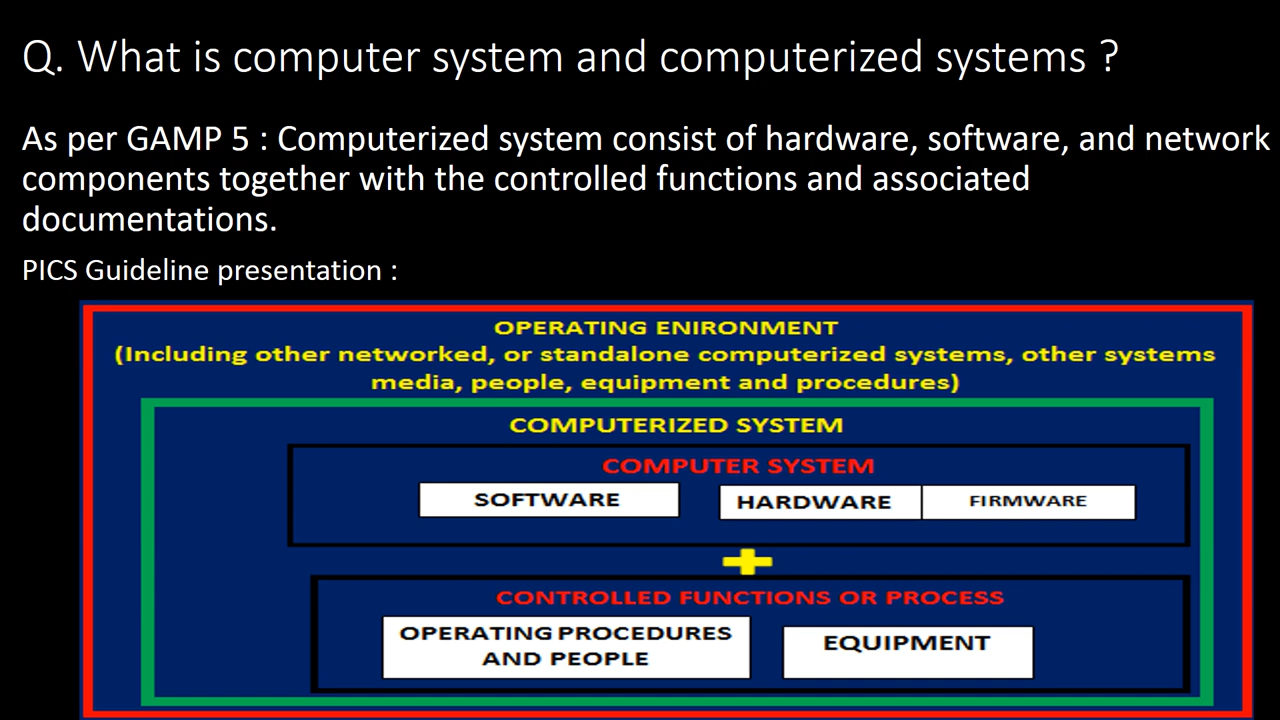 Q. What is computer system and computerized systems ?
As per GAMP 5 : Computerized system consist of hardware, software, and network
components together with the controlled functions and associated
documentations.
PICS Guideline presentation :
OPERATING ENIRONMENT
(Including other networked, or standalone computerized systems, other systems
media, people, equipment and procedures)
COMPUTERIZED SYSTEM
COMPUTER SYSTEM
SOFTWARE
HARDWARE
FIRMWARE
CONTROLLED FUNCTIONS OR PROCESS
OPERATING PROCEDURES
AND PEOPLE
EQUIPMENT